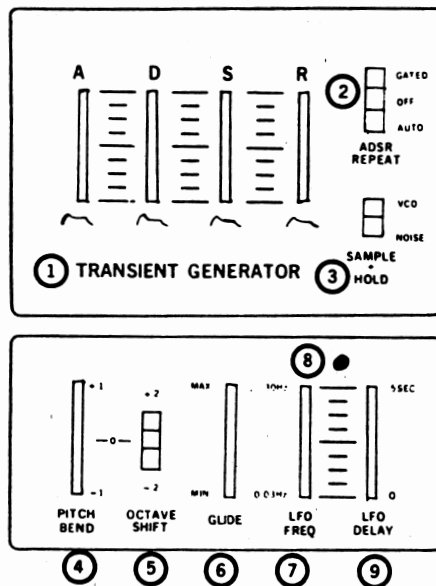 A D S R
2 GATED
OFF
AUTO
ADSR
REPEAT
VCO
NOISE
1 TRANSIENT GENERATOR
3 SAMPLE
+
HOLD
8
+1
-0-
-1
+2
-2
MAX
MIN
0.03Hz
5SEC
0
PITCH
BEND
OCTAVE
SHIFT
GLIDE
LFO
FREQ
LFO
DELAY
4 5 6 7 9